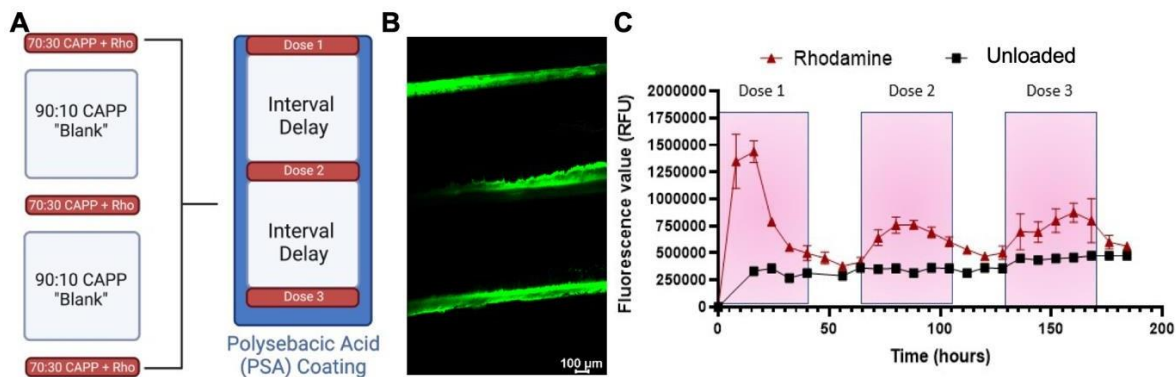 A
70:30 CAPP + Rho
90:10 CAPP
"Blank"
70:30 CAPP + Rho
90:10 CAPP
"Blank"
70:30 CAPP + Rho
Dose 1
Interval
Delay
Dose 2
Interval
Delay
Dose 3
Polysebacic Acid
(PSA) Coating
B
100 µm
C
Rhodamine
Unloaded
Dose 1
Dose 2
Dose 3
Fluorescence value (RFU)
2000000
1750000
1500000
1250000
1000000
750000
500000
250000
0
0
50
100
150
200
Time (hours)